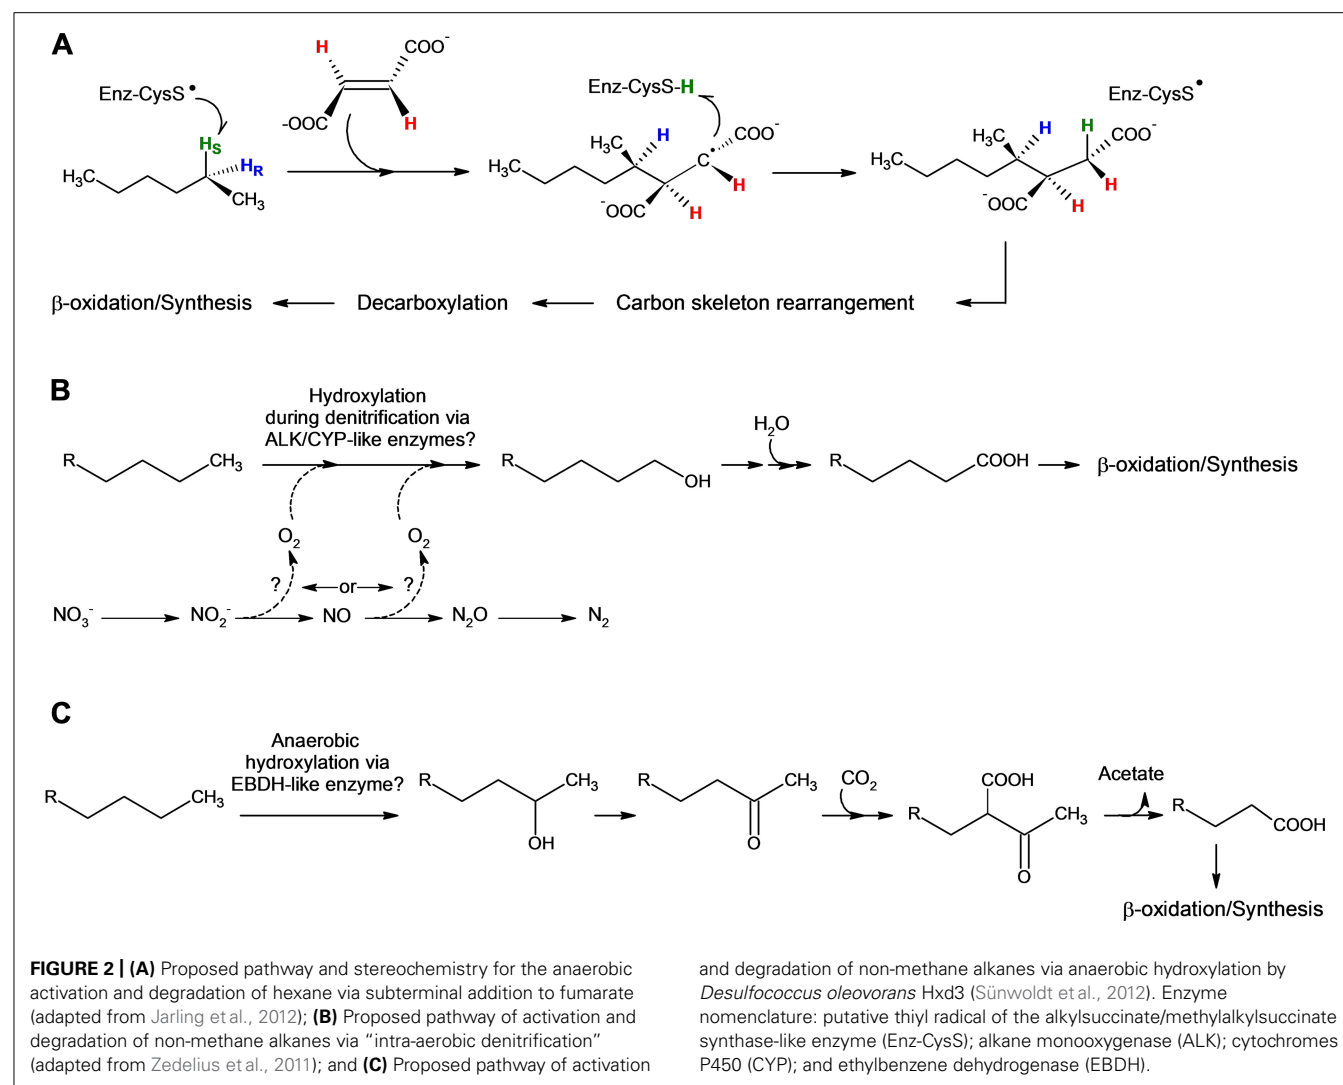 A
Enz-CysS•
H
COO-
-OOC
H
HS
HR
H3C
CH3
Enz-CysS-H
H3C
H
C•
COO-
H3C
H
-OOC
H
Enz-CysS•
H3C
H
H
COO-
H3C
H
-OOC
H
β-oxidation/Synthesis
Decarboxylation
Carbon skeleton rearrangement
B
Hydroxylation
during denitrification via
ALK/CYP-like enzymes?
R
CH3
R
OH
H2O
R
COOH
β-oxidation/Synthesis
O2
O2
?
or
?
NO3-
NO2-
NO
N2O
N2
C
Anaerobic
hydroxylation via
EBDH-like enzyme?
R
CH3
R
CH3
OH
R
CH3
O
CO2
COOH
R
CH3
O
Acetate
R
COOH
β-oxidation/Synthesis
FIGURE 2 | (A) Proposed pathway and stereochemistry for the anaerobic
activation and degradation of hexane via subterminal addition to fumarate
(adapted from Jarling et al., 2012); (B) Proposed pathway of activation and
degradation of non-methane alkanes via “intra-aerobic denitrification”
(adapted from Zedelius et al., 2011); and (C) Proposed pathway of activation
and degradation of non-methane alkanes via anaerobic hydroxylation by
Desulfococcus oleovorans Hxd3 (Sünwoldt et al., 2012). Enzyme
nomenclature: putative thiyl radical of the alkylsuccinate/methylalkylsuccinate
synthase-like enzyme (Enz-CysS); alkane monooxygenase (ALK); cytochromes
P450 (CYP); and ethylbenzene dehydrogenase (EBDH).